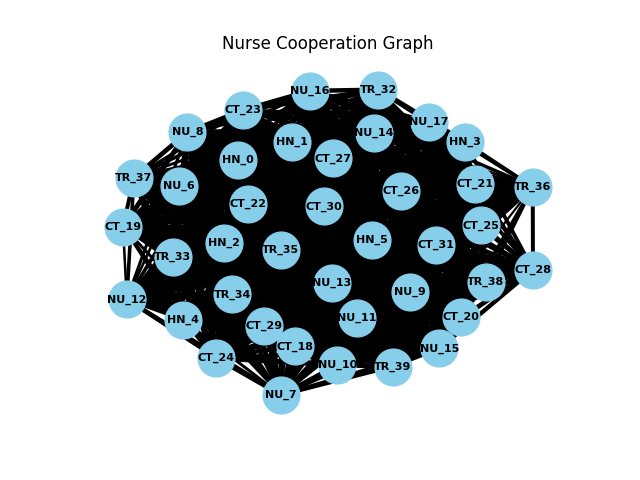 Nurse Cooperation Graph
NU_16
TR_32
CT_23
NU_17
NU_8
NU_14
HN_1
HN_3
CT_27
HN_0
TR_37
NU_6
CT_21
TR_36
CT_26
CT_22
CT_30
CT_19
CT_25
HN_2
HN_5
CT_31
TR_35
TR_33
CT_28
NU_13
TR_38
NU_9
TR_34
NU_12
HN_4
NU_11
CT_20
CT_29
CT_18
NU_15
CT_24
NU_10
TR_39
NU_7